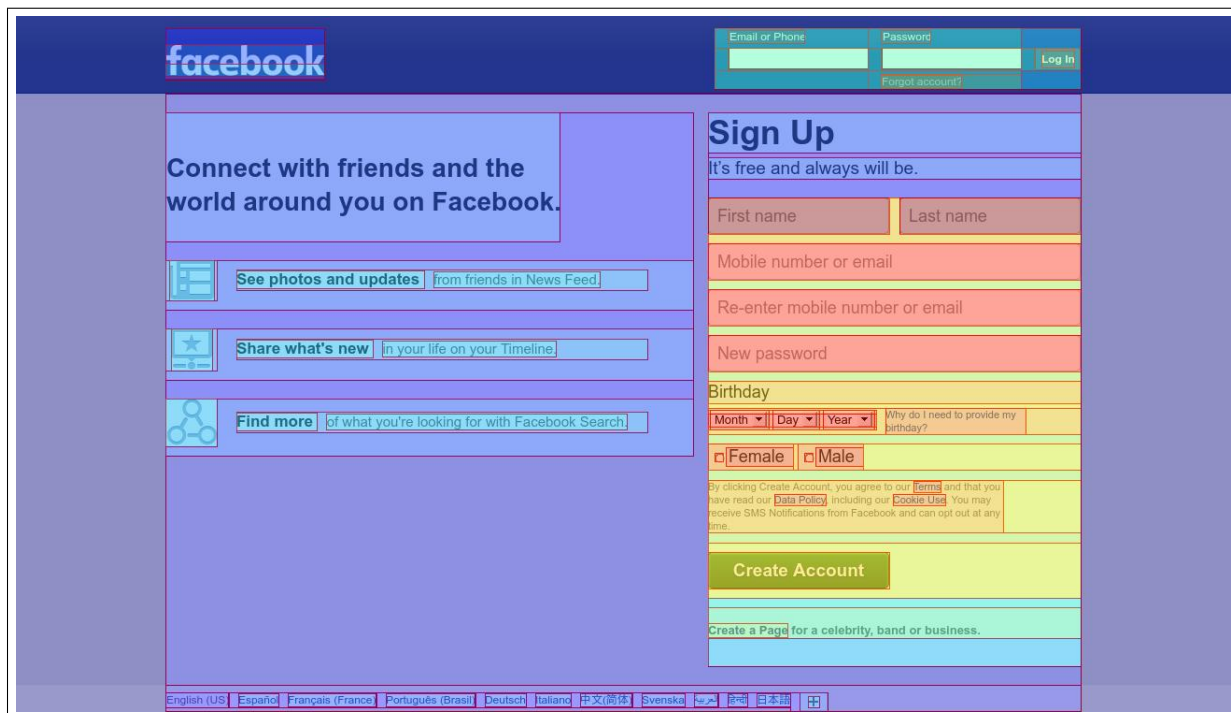 facebook
Email or Phone Password
Log In
Forgot account?
Connect with friends and the
world around you on Facebook.
See photos and updates from friends in News Feed.
Share what's new in your life on your Timeline.
Find more of what you're looking for with Facebook Search.
Sign Up
It's free and always will be.
First name Last name
Mobile number or email
Re-enter mobile number or email
New password
Birthday
Month Day Year Why do I need to provide my
birthday?
Female Male
By clicking Create Account, you agree to our Terms and that you
have read our Data Policy, including our Cookie Use. You may
receive SMS Notifications from Facebook and can opt out at any
time.
Create Account
Create a Page for a celebrity, band or business.
English (US) Español Français (France) Português (Brasil) Deutsch Italiano 中文(简体) Svenska العربية हिन्दी 日本語